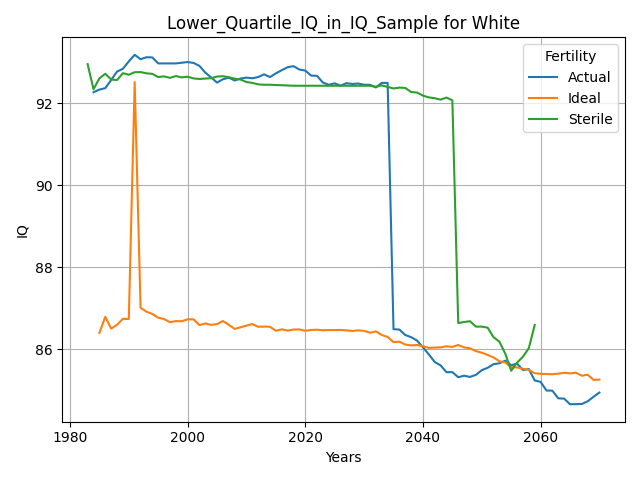 Lower_Quartile_IQ_in_IQ_Sample for White
Fertility
Actual
Ideal
Sterile
IQ
92
90
88
86
1980
2000
2020
2040
2060
Years